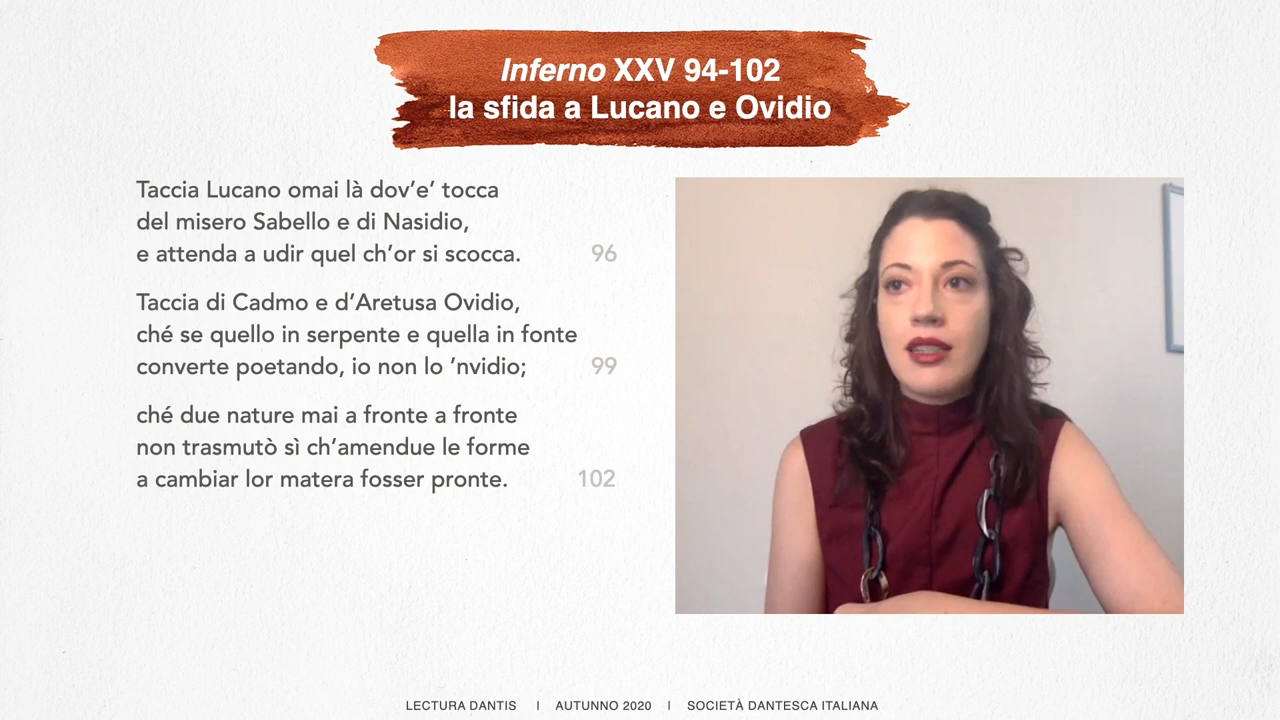 Inferno XXV 94-102
la sfida a Lucano e Ovidio
Taccia Lucano omai là dov’e’ tocca
del misero Sabello e di Nasidio,
e attenda a udir quel ch’or si scocca. 96
Taccia di Cadmo e d’Aretusa Ovidio,
ché se quello in serpente e quella in fonte
converte poetando, io non lo ’nvidio; 99
ché due nature mai a fronte a fronte
non trasmutò sì ch’amendue le forme
a cambiar lor matera fosser pronte. 102
LECTURA DANTIS | AUTUNNO 2020 | SOCIETÀ DANTESCA ITALIANA